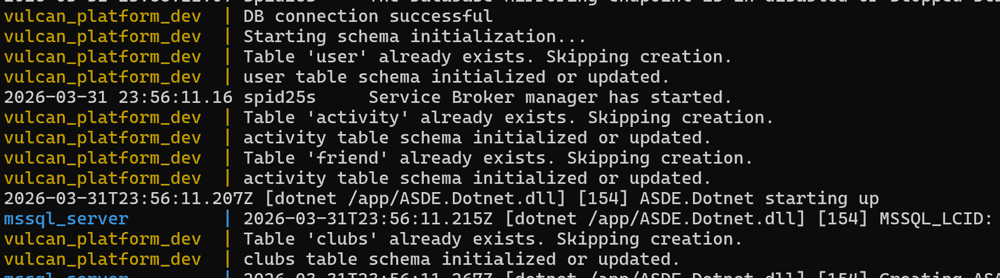 vulcan_platform_dev | DB connection successful
vulcan_platform_dev | Starting schema initialization...
vulcan_platform_dev | Table 'user' already exists. Skipping creation.
vulcan_platform_dev | user table schema initialized or updated.
2026-03-31 23:56:11.16 spid25s     Service Broker manager has started.
vulcan_platform_dev | Table 'activity' already exists. Skipping creation.
vulcan_platform_dev | activity table schema initialized or updated.
vulcan_platform_dev | Table 'friend' already exists. Skipping creation.
vulcan_platform_dev | activity table schema initialized or updated.
2026-03-31T23:56:11.207Z [dotnet /app/ASDE.Dotnet.dll] [154] ASDE.Dotnet starting up
mssql_server | 2026-03-31T23:56:11.215Z [dotnet /app/ASDE.Dotnet.dll] [154] MSSQL_LCID:
vulcan_platform_dev | Table 'clubs' already exists. Skipping creation.
vulcan_platform_dev | clubs table schema initialized or updated.